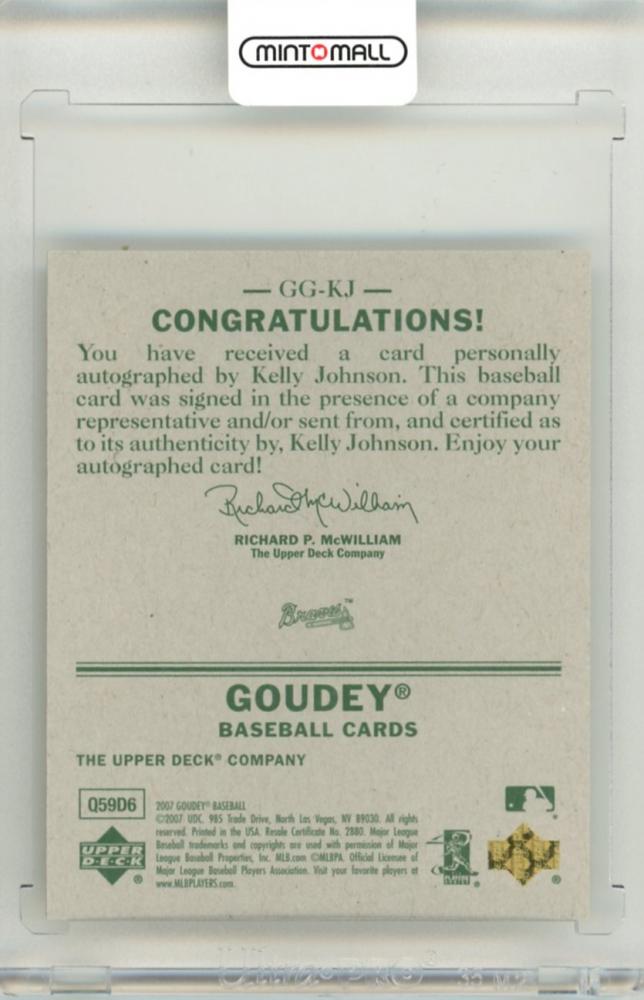 MINTMALL
— GG-KJ —
CONGRATULATIONS!
You have received a card personally
autographed by Kelly Johnson. This baseball
card was signed in the presence of a company
representative and/or sent from, and certified as
to its authenticity by, Kelly Johnson. Enjoy your
autographed card!
Richard McWilliam
RICHARD P. McWILLIAM
The Upper Deck Company
Braves™
GOUDEY®
BASEBALL CARDS
THE UPPER DECK® COMPANY
Q59D6
2007 GOUDEY® BASEBALL
©2007 UDC. 985 Trade Drive, North Las Vegas, NV 89030. All rights
reserved. Printed in the USA. Resale Certificate No. 2880. Major League
Baseball trademarks and copyrights are used with permission of Major
League Baseball Properties, Inc. MLB.com ©MLBPA. Official Licensee of
Major League Baseball Players Association. Visit your favorite players at
www.MLBPLAYERS.com.
UPPER
D·E·C·K
®
Ultra·PRO®